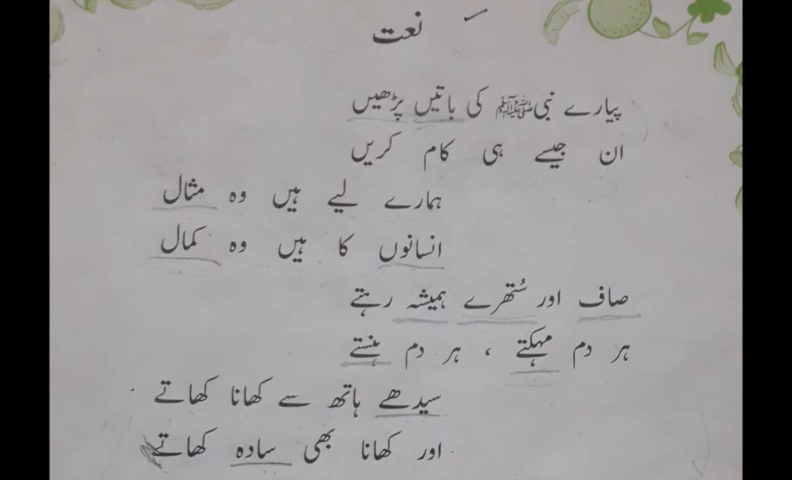 نعت
پیارے نبی ﷺ کی باتیں پڑھیں
ان جیسے ہی کام کریں
ہمارے لیے ہیں وہ مثال
انسانوں کا ہیں وہ کمال
صاف اور ستھرے ہمیشہ رہتے
ہر دم مہکتے ، ہر دم ہنستے
سیدھے ہاتھ سے کھانا کھاتے
اور کھانا بھی سادہ کھاتے